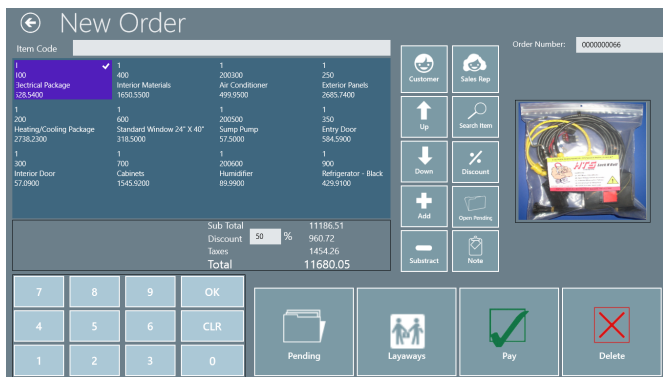 New Order
Item Code
Order Number: 0000000066
1 1 1 1
100 400 200300 250
Electrical Package Interior Materials Air Conditioner Exterior Panels
528.5400 1650.5500 499.9500 2685.7400
1 1 1 1
200 600 200500 350
Heating/Cooling Package Standard Window 24" X 40" Sump Pump Entry Door
2738.2300 318.5000 57.5000 584.5900
1 1 1 1
300 700 200600 900
Interior Door Cabinets Humidifier Refrigerator - Black
57.0900 1545.9200 89.9900 429.9100
Customer Sales Rep
Up Search Item
Down Discount
Add Open Pending
Substract Note
HTS
Sub Total 11186.51
Discount 50 % 960.72
Taxes 1454.26
Total 11680.05
7 8 9 OK
4 5 6 CLR
1 2 3 0
Pending Layaways Pay Delete